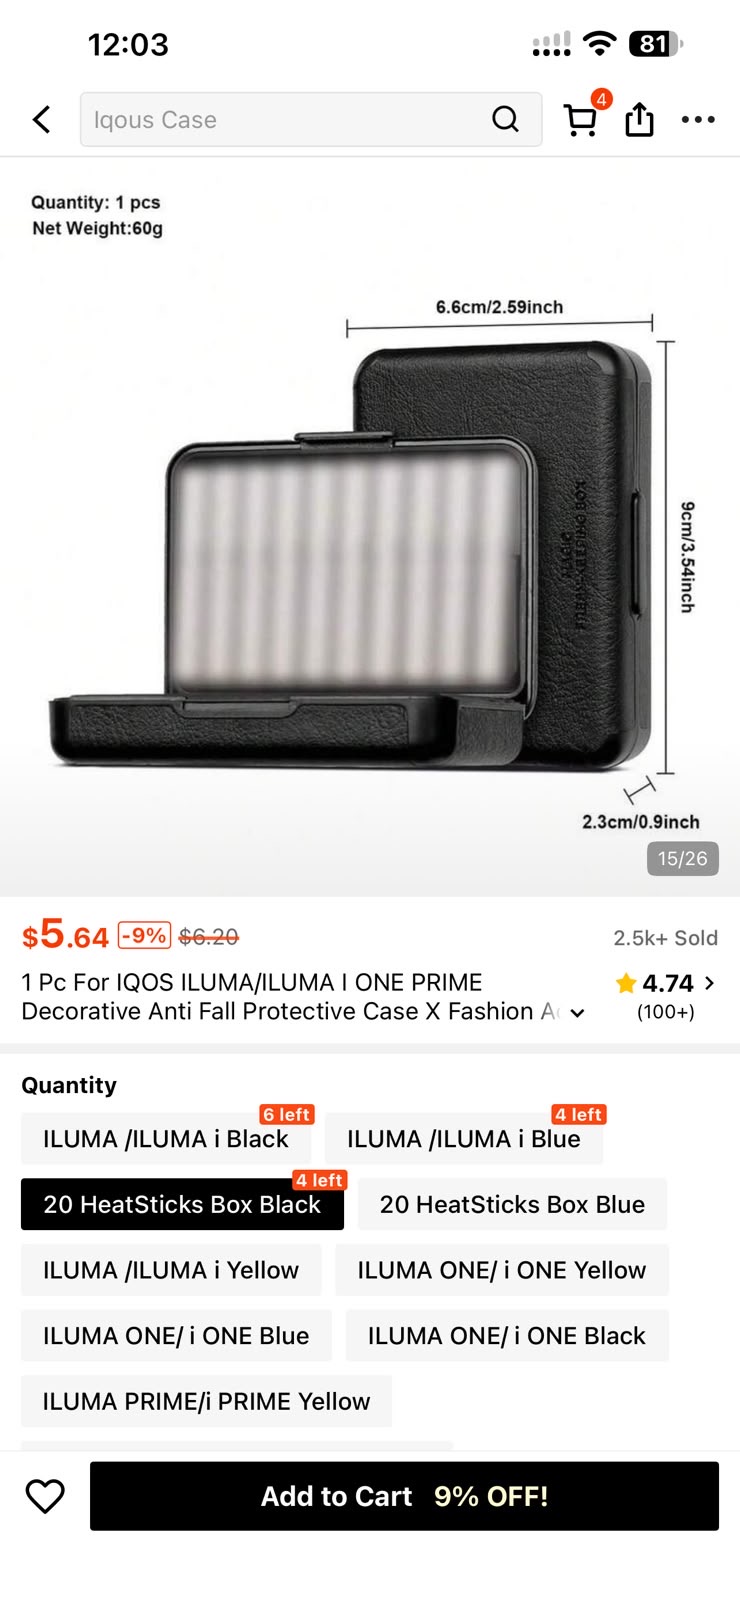 12:03
81
Iqous Case
4
Quantity: 1 pcs
Net Weight:60g
6.6cm/2.59inch
9cm/3.54inch
2.3cm/0.9inch
15/26
$5.64 -9% $6.20
2.5k+ Sold
1 Pc For IQOS ILUMA/ILUMA I ONE PRIME
Decorative Anti Fall Protective Case X Fashion
4.74
(100+)
Quantity
6 left
ILUMA /ILUMA i Black
4 left
ILUMA /ILUMA i Blue
4 left
20 HeatSticks Box Black
20 HeatSticks Box Blue
ILUMA /ILUMA i Yellow
ILUMA ONE/ i ONE Yellow
ILUMA ONE/ i ONE Blue
ILUMA ONE/ i ONE Black
ILUMA PRIME/i PRIME Yellow
Add to Cart 9% OFF!